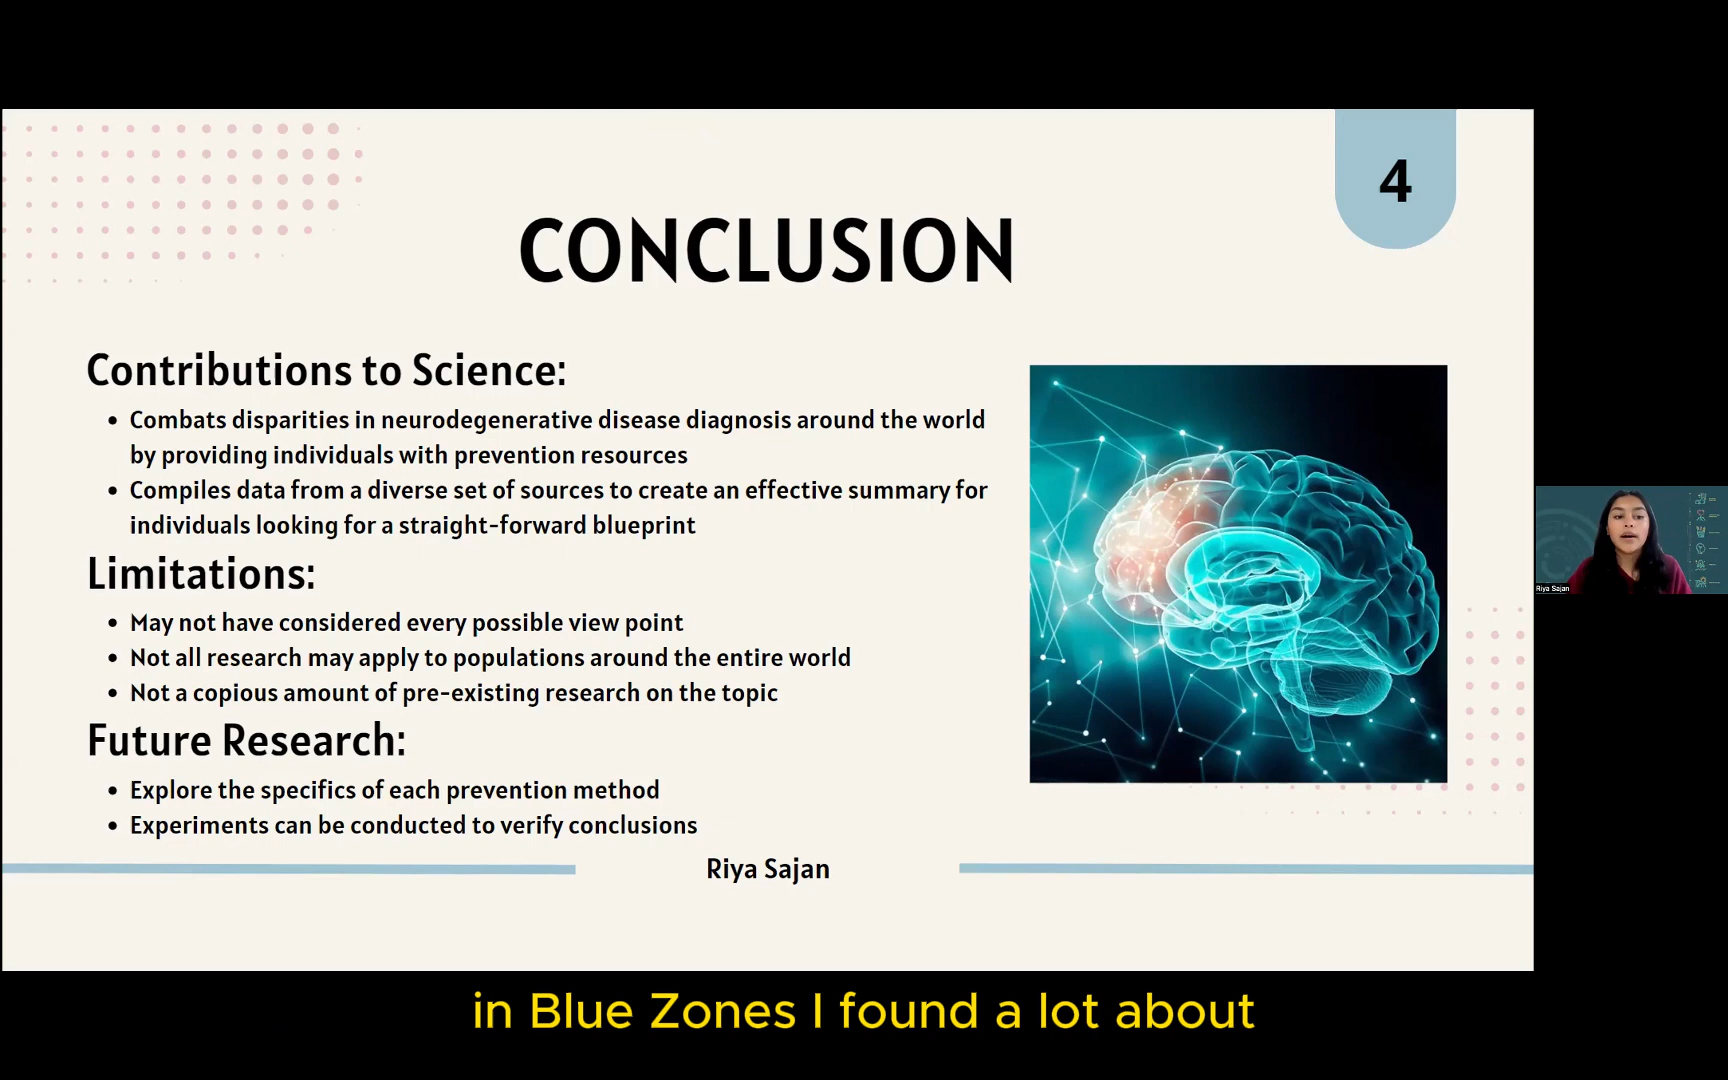 4
CONCLUSION
Contributions to Science:
• Combats disparities in neurodegenerative disease diagnosis around the world
by providing individuals with prevention resources
• Compiles data from a diverse set of sources to create an effective summary for
individuals looking for a straight-forward blueprint
Limitations:
• May not have considered every possible view point
• Not all research may apply to populations around the entire world
• Not a copious amount of pre-existing research on the topic
Future Research:
• Explore the specifics of each prevention method
• Experiments can be conducted to verify conclusions
Riya Sajan
Riya Sajan
in Blue Zones I found a lot about